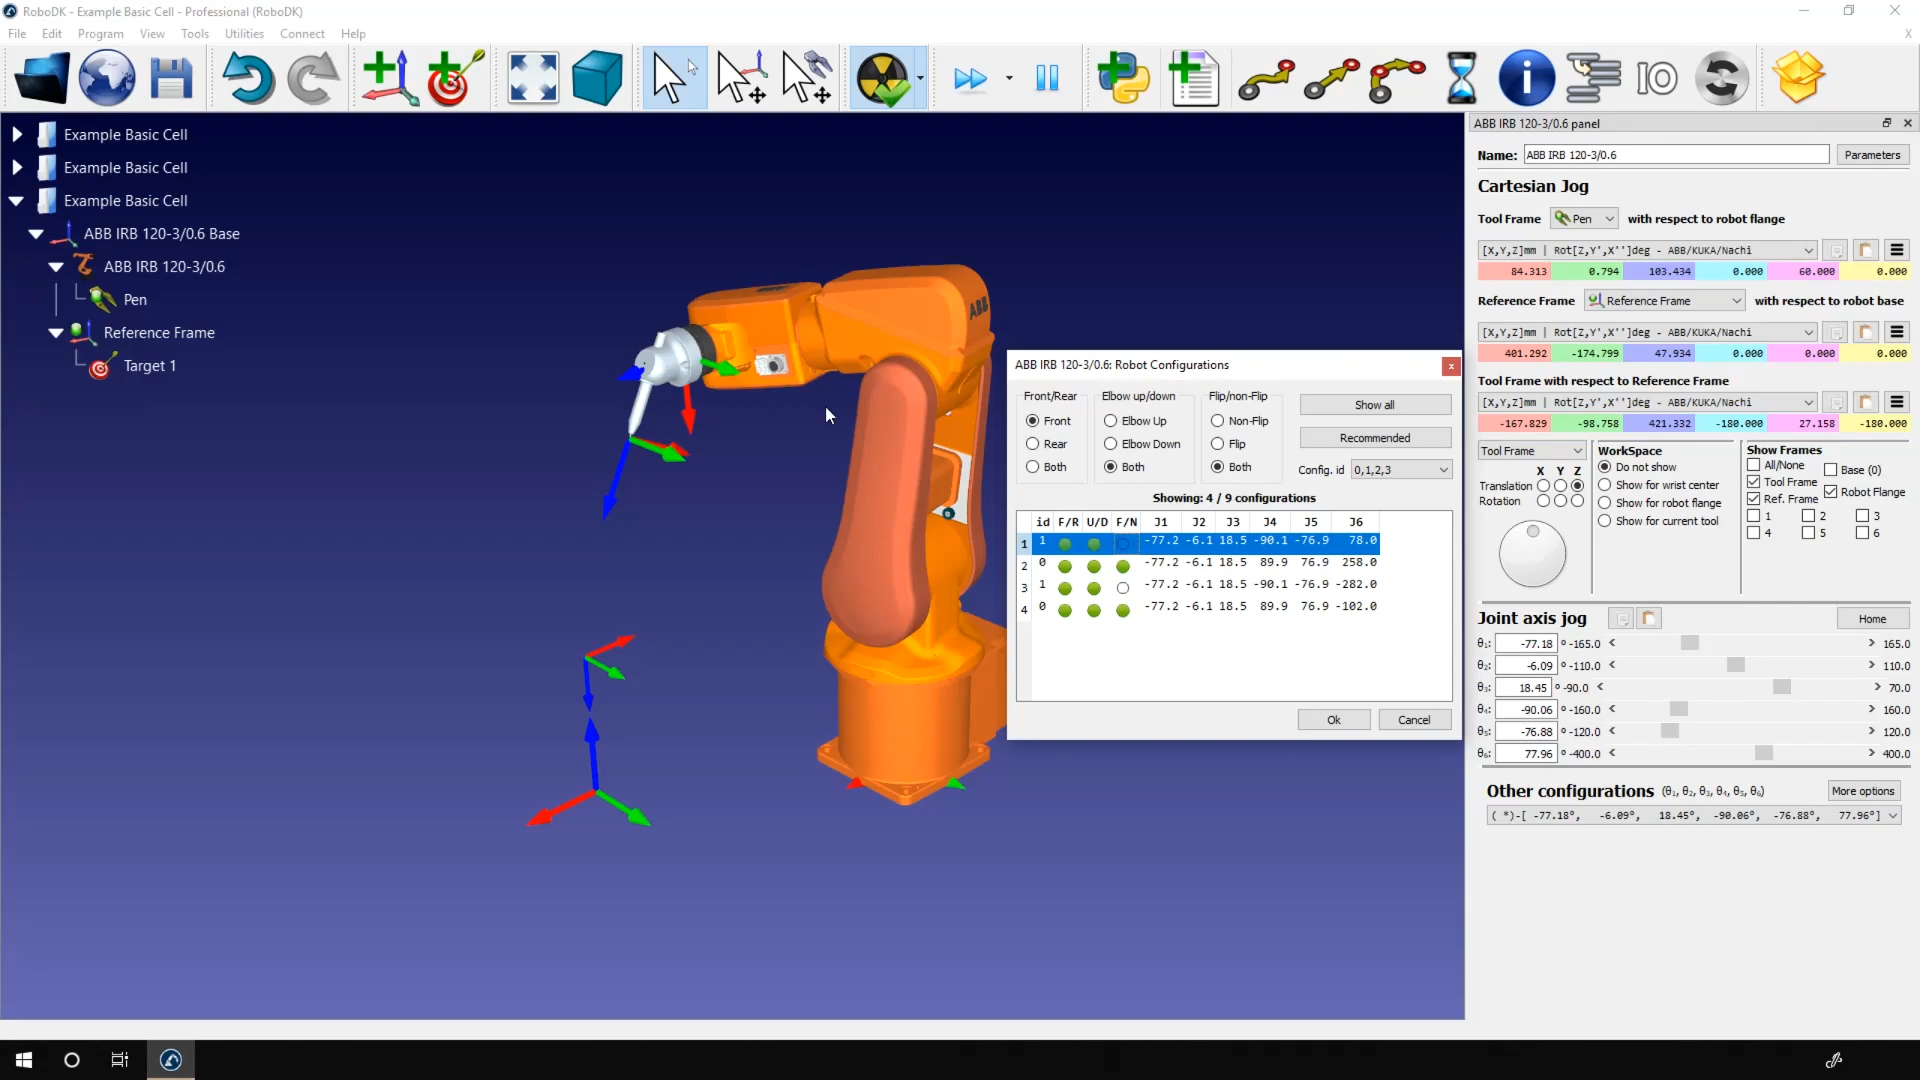 RoboDK - Example Basic Cell - Professional (RoboDK)
File Edit Program View Tools Utilities Connect Help
IO
Example Basic Cell
Example Basic Cell
Example Basic Cell
ABB IRB 120-3/0.6 Base
ABB IRB 120-3/0.6
Pen
Reference Frame
Target 1
ABB
ABB IRB 120-3/0.6: Robot Configurations
Front/Rear Elbow up/down Flip/non-Flip
Front Elbow Up Non-Flip Show all
Rear Elbow Down Flip Recommended
Both Both Both Config. id 0,1,2,3
Showing: 4 / 9 configurations
id F/R U/D F/N J1 J2 J3 J4 J5 J6
1 1 -77.2 -6.1 18.5 -90.1 -76.9 78.0
2 0 -77.2 -6.1 18.5 89.9 76.9 258.0
3 1 -77.2 -6.1 18.5 -90.1 -76.9 -282.0
4 0 -77.2 -6.1 18.5 89.9 76.9 -102.0
Ok Cancel
ABB IRB 120-3/0.6 panel
Name: ABB IRB 120-3/0.6 Parameters
Cartesian Jog
Tool Frame Pen with respect to robot flange
[X,Y,Z]mm | Rot[Z,Y',X'']deg - ABB/KUKA/Nachi
84.313 0.794 103.434 0.000 60.000 0.000
Reference Frame Reference Frame with respect to robot base
[X,Y,Z]mm | Rot[Z,Y',X'']deg - ABB/KUKA/Nachi
401.292 -174.799 47.934 0.000 0.000 0.000
Tool Frame with respect to Reference Frame
[X,Y,Z]mm | Rot[Z,Y',X'']deg - ABB/KUKA/Nachi
-167.829 -98.758 421.332 -180.000 27.158 -180.000
Tool Frame
X Y Z
Translation
Rotation
WorkSpace
Do not show
Show for wrist center
Show for robot flange
Show for current tool
Show Frames
All/None Base (0)
Tool Frame
Ref. Frame Robot Flange
1 2 3
4 5 6
Joint axis jog Home
θ₁: -77.18 º -165.0 < > 165.0
θ₂: -6.09 º -110.0 < > 110.0
θ₃: 18.45 º -90.0 < > 70.0
θ₄: -90.06 º -160.0 < > 160.0
θ₅: -76.88 º -120.0 < > 120.0
θ₆: 77.96 º -400.0 < > 400.0
Other configurations (θ₁, θ₂, θ₃, θ₄, θ₅, θ₆) More options
( *)-[ -77.18°, -6.09°, 18.45°, -90.06°, -76.88°, 77.96°]